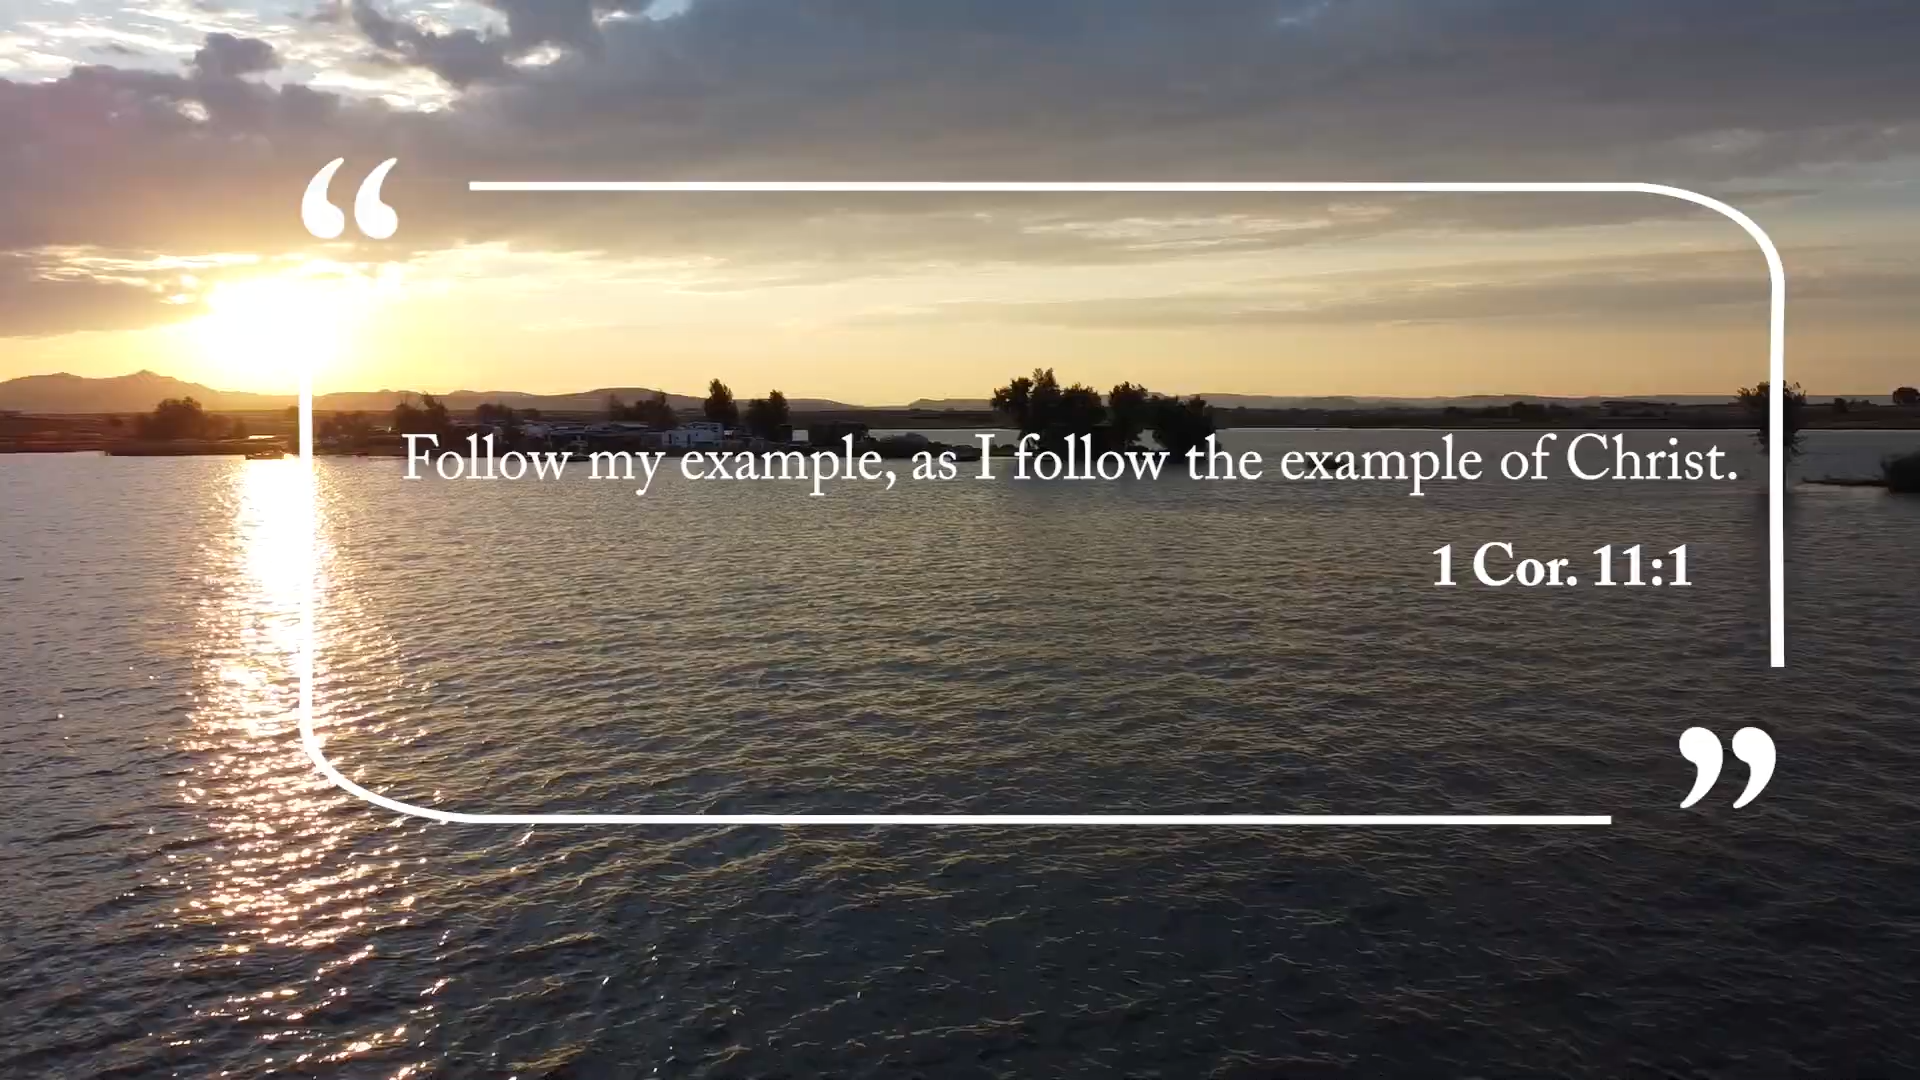 “
Follow my example, as I follow the example of Christ.
1 Cor. 11:1
”